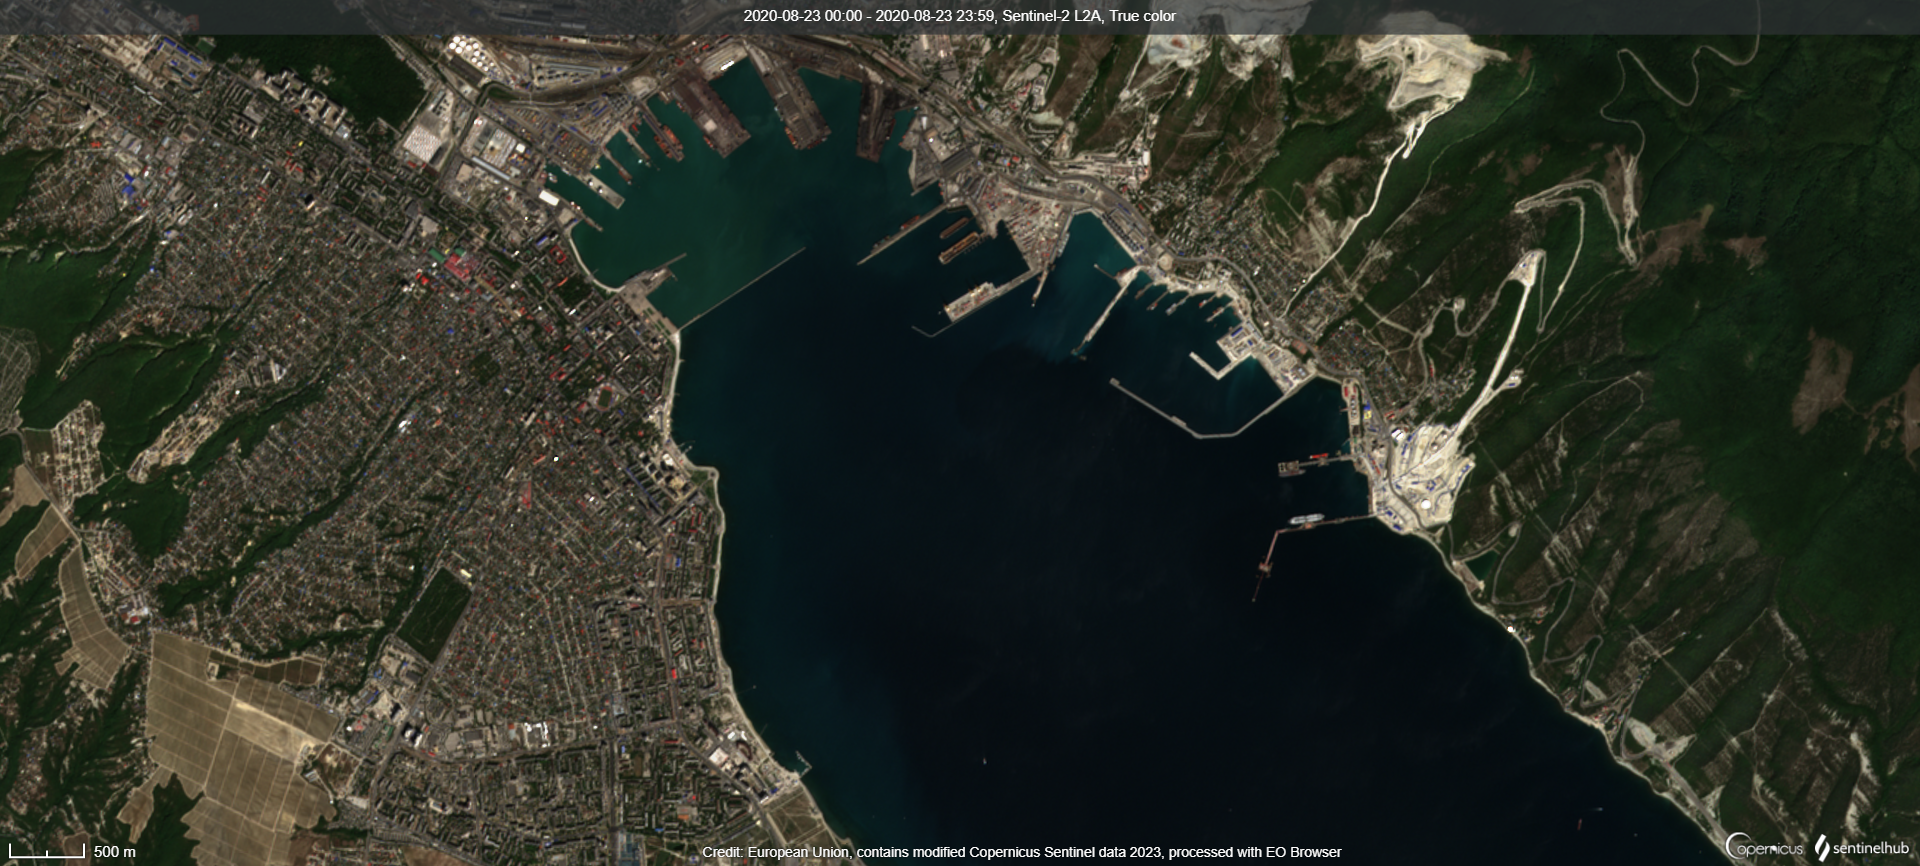 2020-08-23 00:00 - 2020-08-23 23:59, Sentinel-2 L2A, True color
500 m
Credit: European Union, contains modified Copernicus Sentinel data 2023, processed with EO Browser
opernicus
sentinelhub